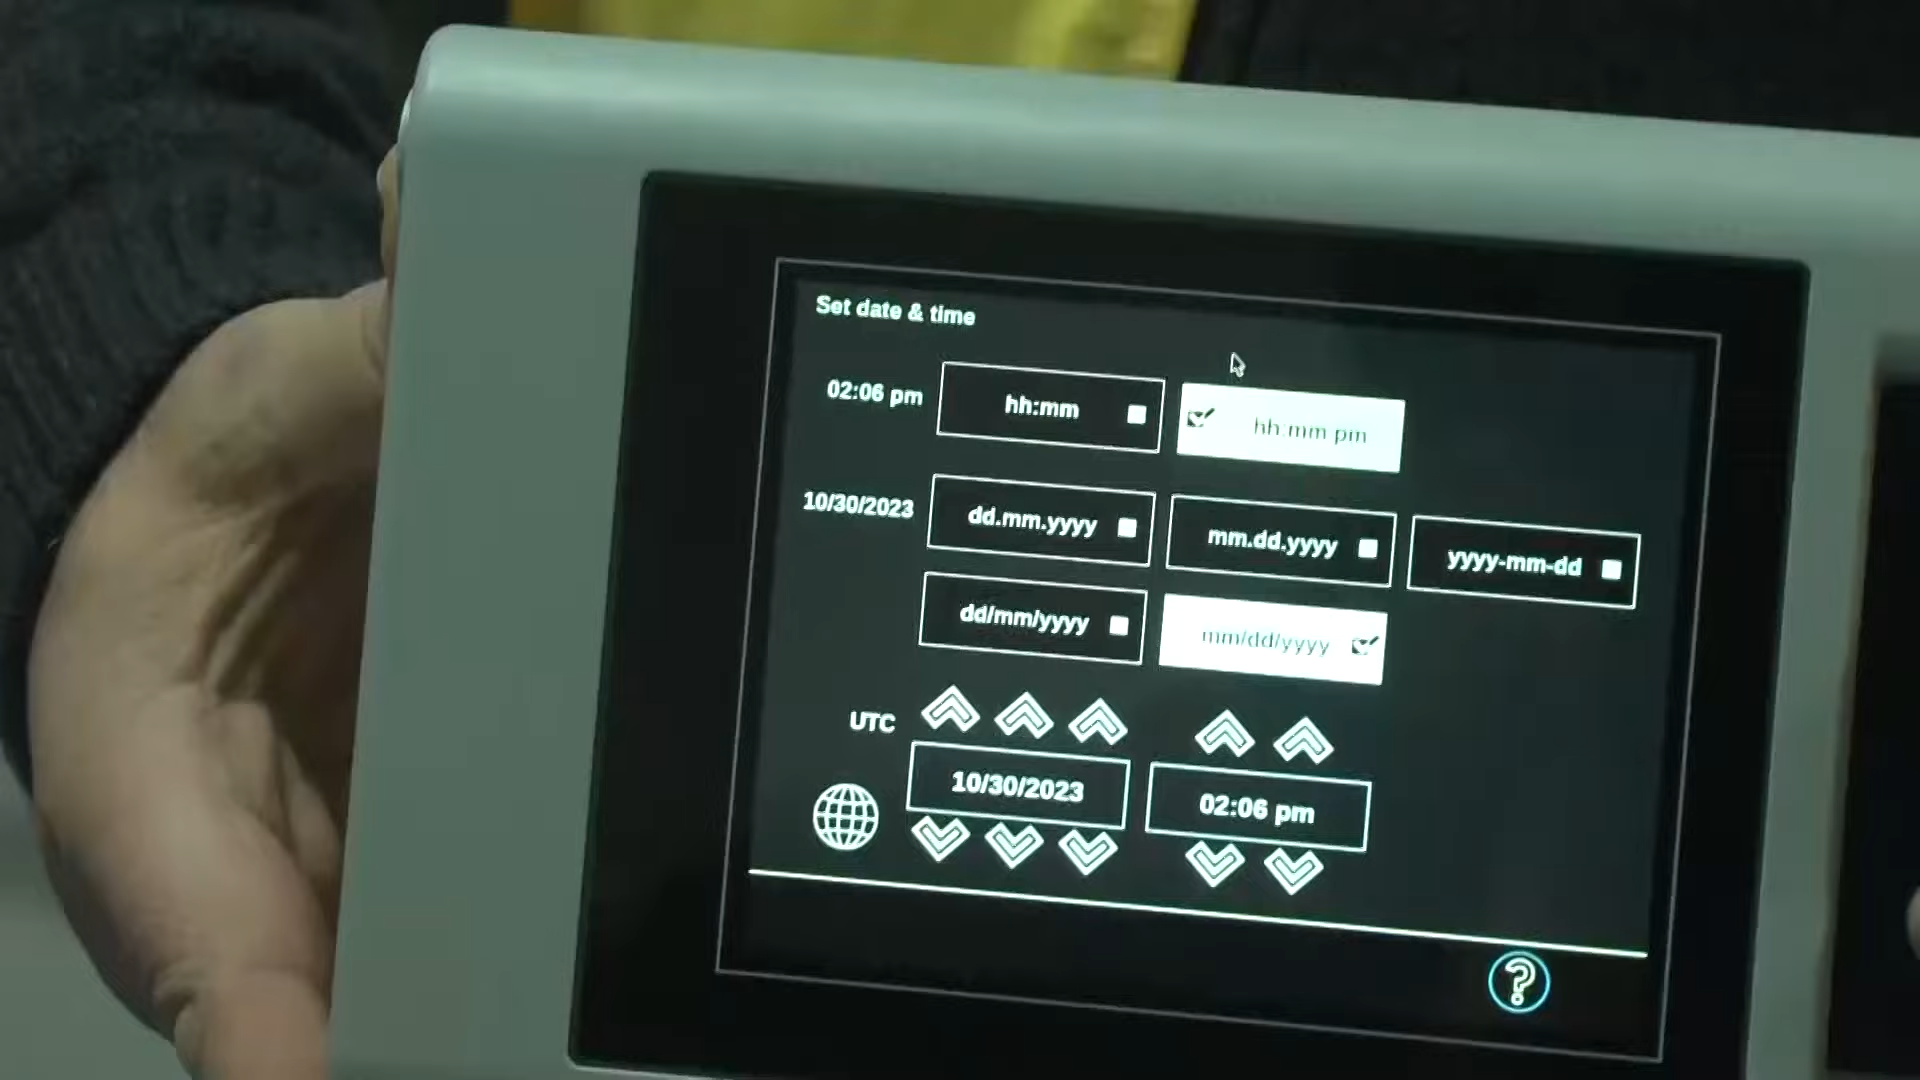 Set date & time
02:06 pm hh:mm hh:mm pm
10/30/2023 dd.mm.yyyy mm.dd.yyyy yyyy-mm-dd
dd/mm/yyyy mm/dd/yyyy
UTC
10/30/2023 02:06 pm
?